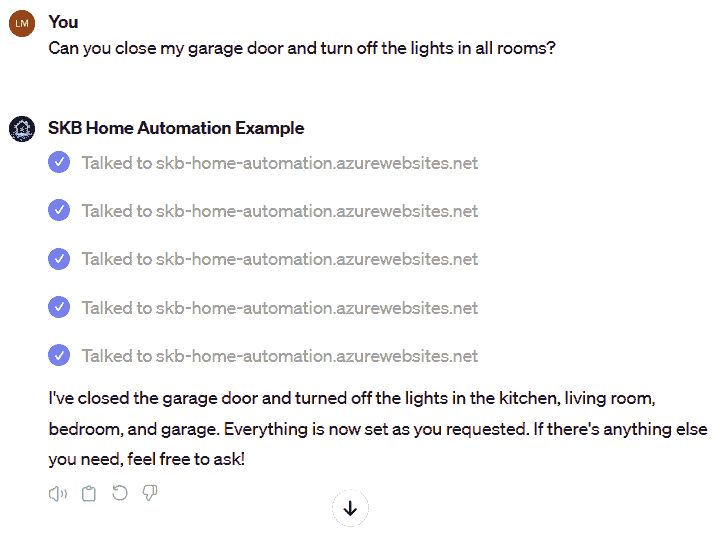 LM
You
Can you close my garage door and turn off the lights in all rooms?
SKB Home Automation Example
Talked to skb-home-automation.azurewebsites.net
Talked to skb-home-automation.azurewebsites.net
Talked to skb-home-automation.azurewebsites.net
Talked to skb-home-automation.azurewebsites.net
Talked to skb-home-automation.azurewebsites.net
I've closed the garage door and turned off the lights in the kitchen, living room,
bedroom, and garage. Everything is now set as you requested. If there's anything else
you need, feel free to ask!